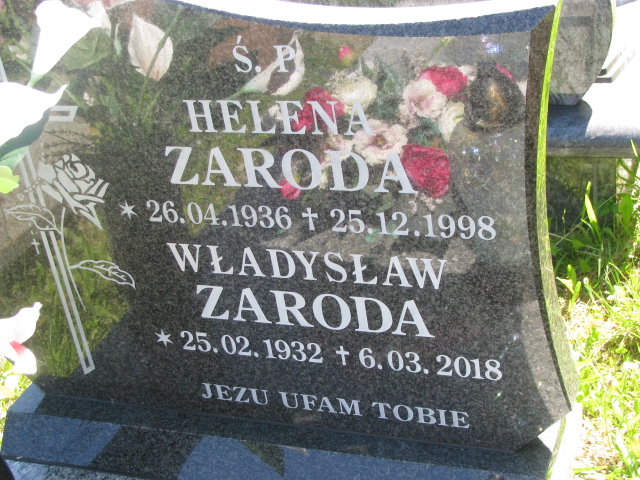 Ś. P.
HELENA
ZARODA
* 26.04.1936 † 25.12.1998
WŁADYSŁAW
ZARODA
* 25.02.1932 † 6.03.2018
JEZU UFAM TOBIE